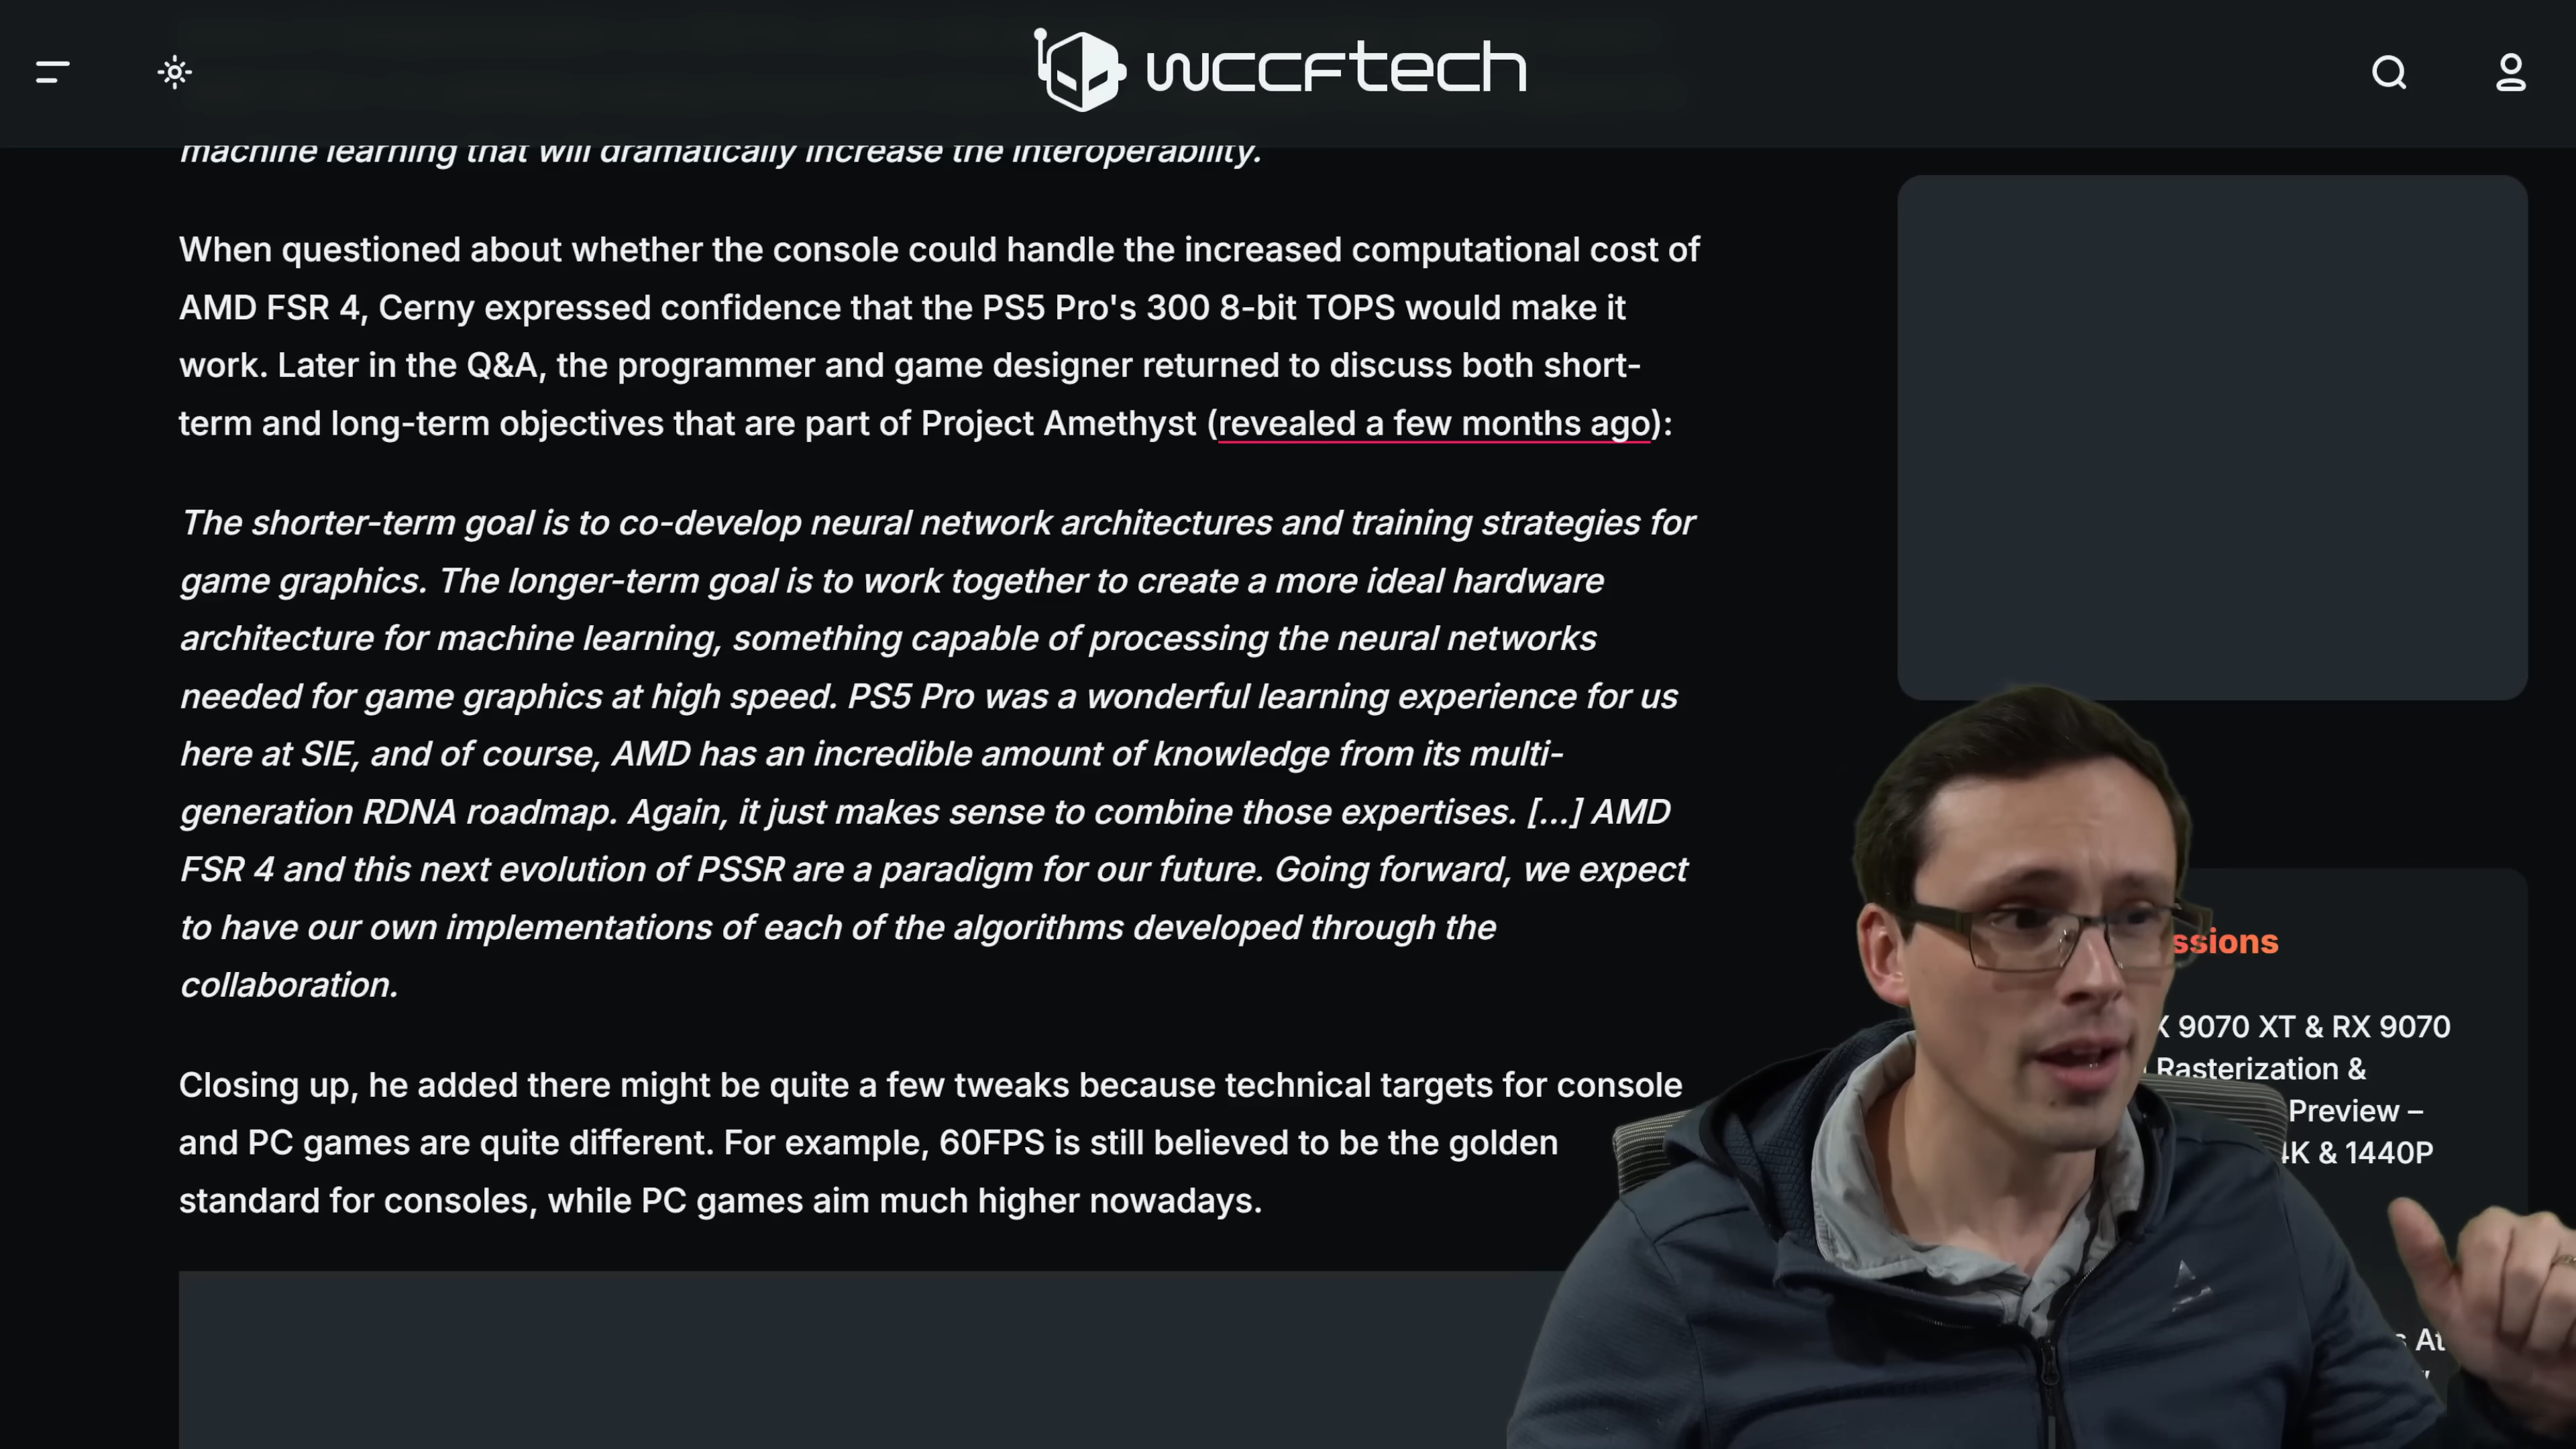 wccftech
machine learning that will dramatically increase the interoperability.
When questioned about whether the console could handle the increased computational cost of
AMD FSR 4, Cerny expressed confidence that the PS5 Pro's 300 8-bit TOPS would make it
work. Later in the Q&A, the programmer and game designer returned to discuss both short-
term and long-term objectives that are part of Project Amethyst (revealed a few months ago):
The shorter-term goal is to co-develop neural network architectures and training strategies for
game graphics. The longer-term goal is to work together to create a more ideal hardware
architecture for machine learning, something capable of processing the neural networks
needed for game graphics at high speed. PS5 Pro was a wonderful learning experience for us
here at SIE, and of course, AMD has an incredible amount of knowledge from its multi-
generation RDNA roadmap. Again, it just makes sense to combine those expertises. [...] AMD
FSR 4 and this next evolution of PSSR are a paradigm for our future. Going forward, we expect
to have our own implementations of each of the algorithms developed through the
collaboration.
Closing up, he added there might be quite a few tweaks because technical targets for console
and PC games are quite different. For example, 60FPS is still believed to be the golden
standard for consoles, while PC games aim much higher nowadays.
ssions
X 9070 XT & RX 9070
Rasterization &
Preview –
4K & 1440P
At